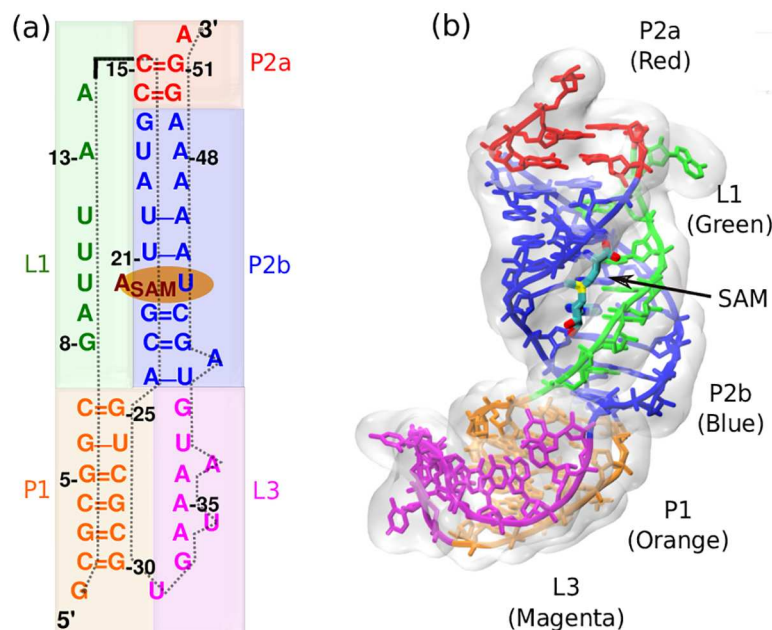 (a)
3'
A
15-C=G-51
P2a
C=G
A
G A
13-A
U A-48
A A
U
U–A
21-
L1
U
U–A
P2b
U
A SAM U
A
G C
8-G
C G A
A–U
C=G-25
G
G–U
U
P1
5-G=C
A A
L3
C=G
A-35
G=C
A U
C=G-30
G
G
U
5'
(b)
P2a
(Red)
L1
(Green)
SAM
P2b
(Blue)
P1
(Orange)
L3
(Magenta)